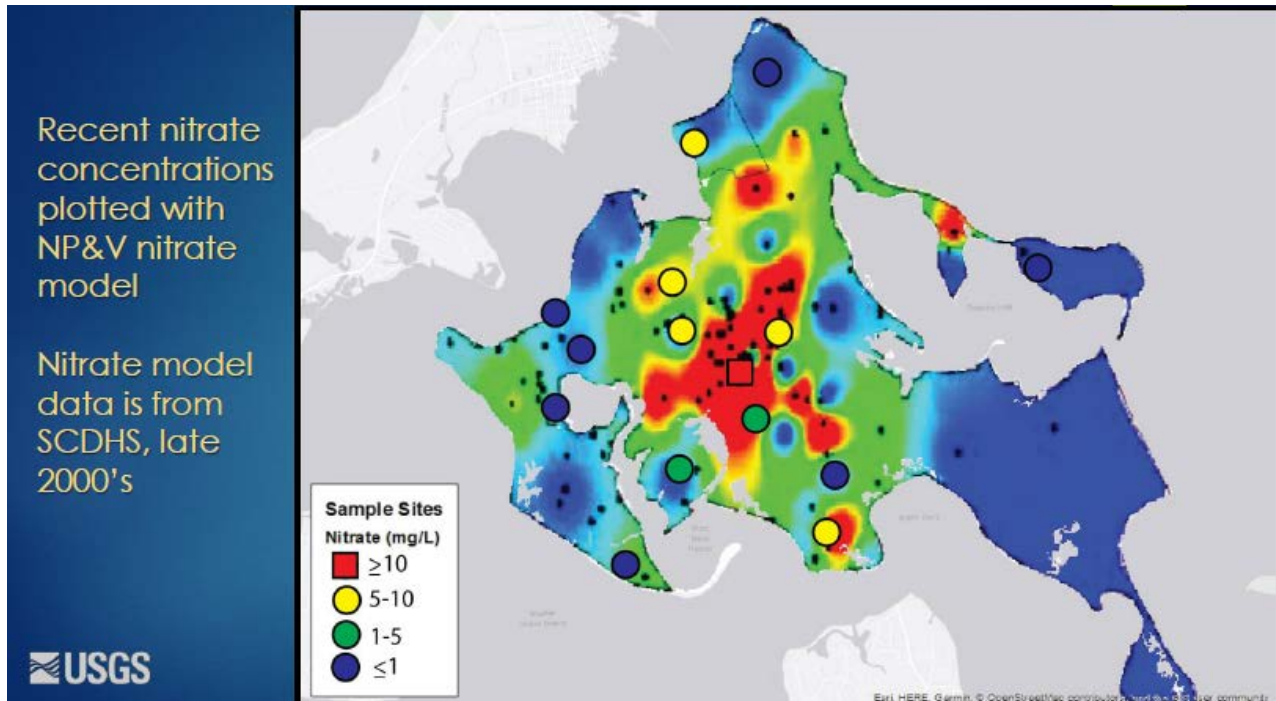 Recent nitrate
concentrations
plotted with
NP&V nitrate
model
Nitrate model
data is from
SCDHS, late
2000's
USGS
Sample Sites
Nitrate (mg/L)
≥10
5-10
1-5
≤1
Esri, HERE, Garmin, © OpenStreetMap contributors, and the GIS user community